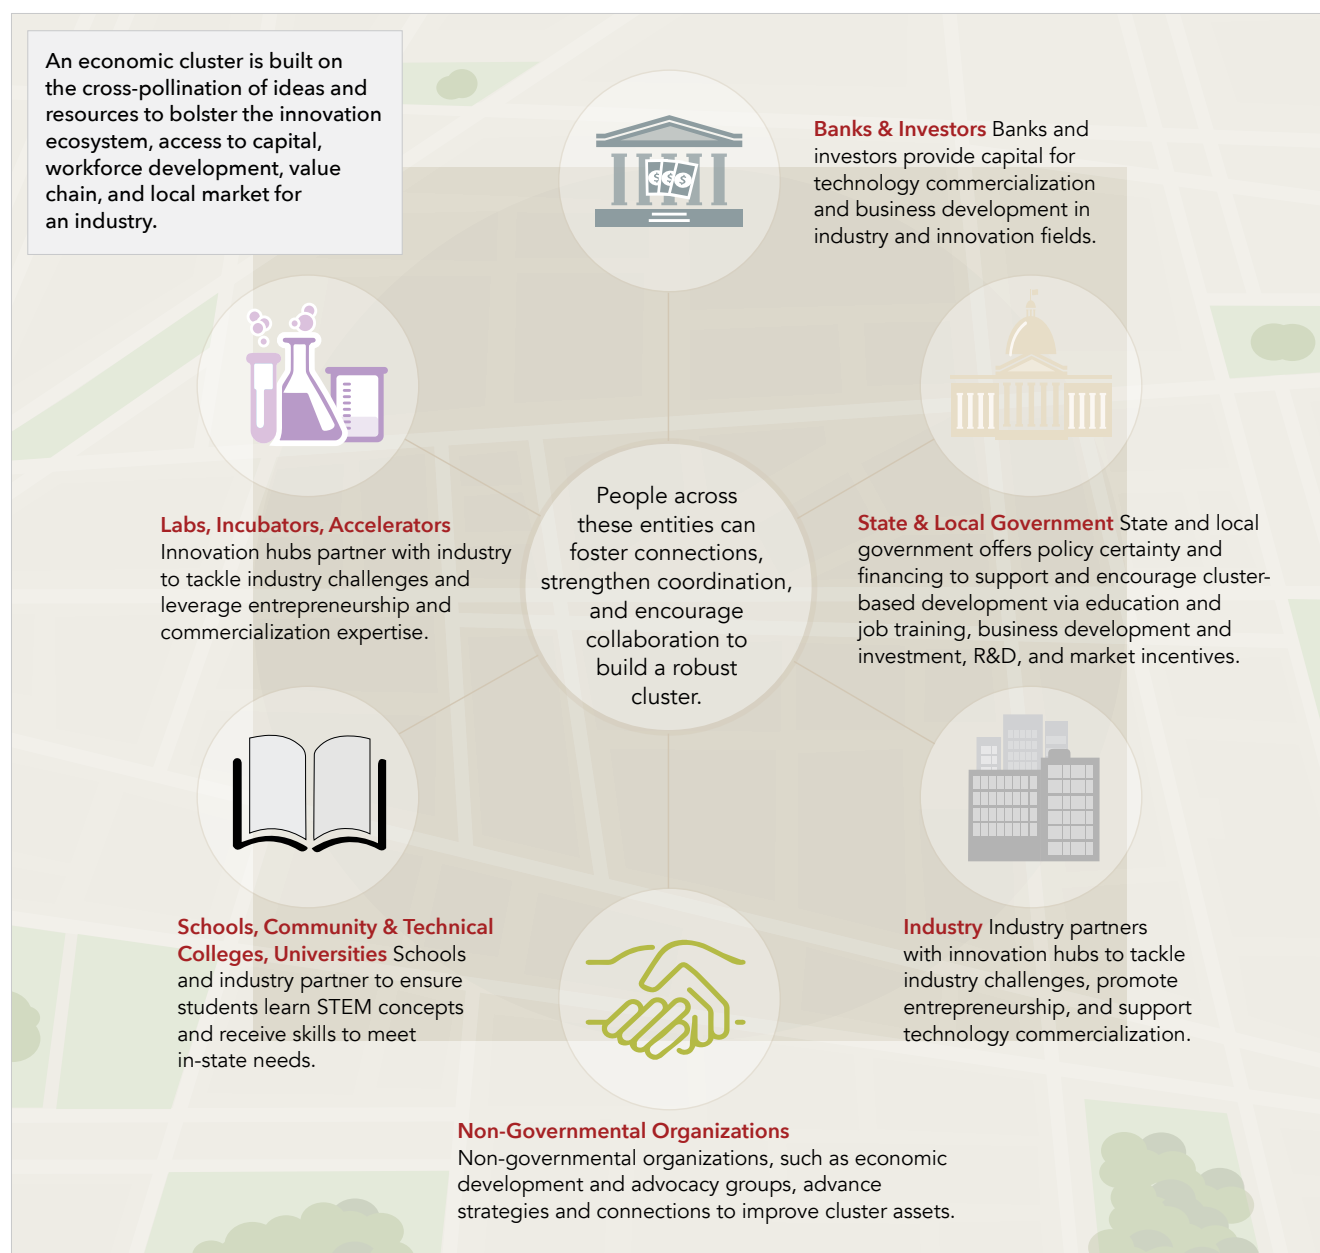 An economic cluster is built on
the cross-pollination of ideas and
resources to bolster the innovation
ecosystem, access to capital,
workforce development, value
chain, and local market for
an industry.
Banks & Investors Banks and
investors provide capital for
technology commercialization
and business development in
industry and innovation fields.
$ $ $
Labs, Incubators, Accelerators
Innovation hubs partner with industry
to tackle industry challenges and
leverage entrepreneurship and
commercialization expertise.
People across
these entities can
foster connections,
strengthen coordination,
and encourage
collaboration to
build a robust
cluster.
State & Local Government State and local
government offers policy certainty and
financing to support and encourage cluster-
based development via education and
job training, business development and
investment, R&D, and market incentives.
Schools, Community & Technical
Colleges, Universities Schools
and industry partner to ensure
students learn STEM concepts
and receive skills to meet
in-state needs.
Industry Industry partners
with innovation hubs to tackle
industry challenges, promote
entrepreneurship, and support
technology commercialization.
Non-Governmental Organizations
Non-governmental organizations, such as economic
development and advocacy groups, advance
strategies and connections to improve cluster assets.